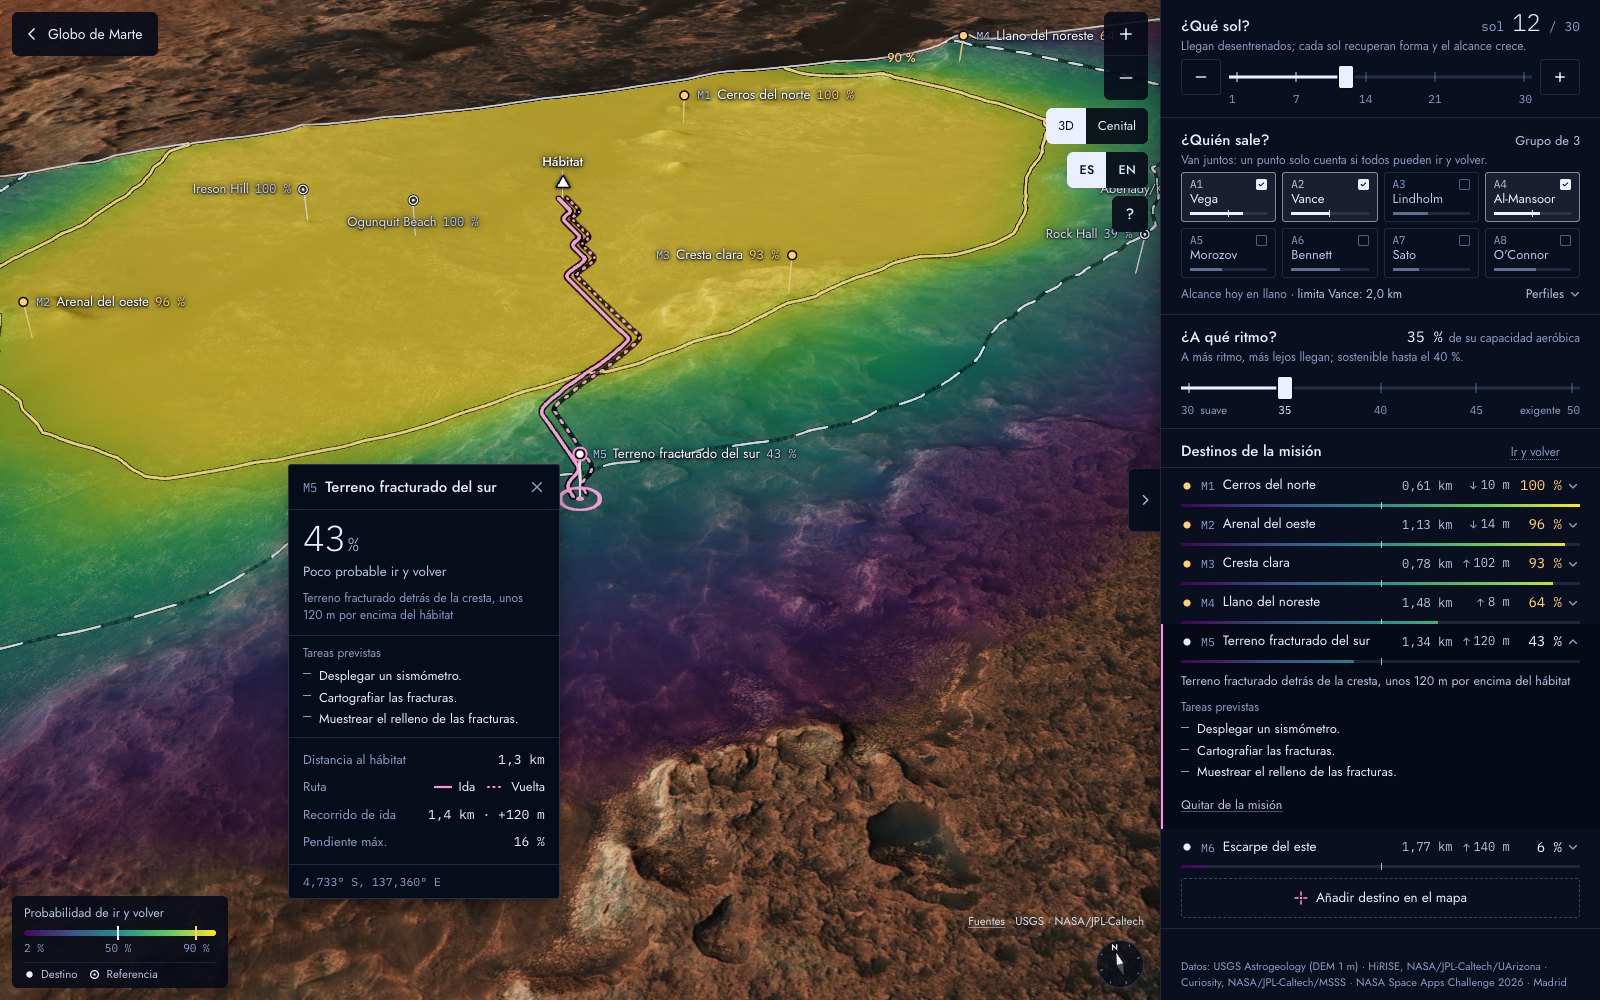 Globo de Marte
M4 Llano del noreste 64
90 %
M1 Cerros del norte 100 %
3D Cenital
ES EN
?
Hábitat
Ireson Hill 100 %
Ogunquit Beach 100 %
Rock Hall 39 %
M3 Cresta clara 93 %
M2 Arenal del oeste 96 %
M5 Terreno fracturado del sur 43 %
M5 Terreno fracturado del sur
43 %
Poco probable ir y volver
Terreno fracturado detrás de la cresta, unos
120 m por encima del hábitat
Tareas previstas
Desplegar un sismómetro.
Cartografiar las fracturas.
Muestrear el relleno de las fracturas.
Distancia al hábitat 1,3 km
Ruta Ida Vuelta
Recorrido de ida 1,4 km · +120 m
Pendiente máx. 16 %
4,733° S, 137,360° E
Probabilidad de ir y volver
2 % 50 % 90 %
Destino Referencia
Fuentes · USGS · NASA/JPL-Caltech
N
¿Qué sol? sol 12 / 30
Llegan desentrenados; cada sol recuperan forma y el alcance crece.
− +
1 7 14 21 30
¿Quién sale? Grupo de 3
Van juntos: un punto solo cuenta si todos pueden ir y volver.
A1 A2 A3 A4
Vega Vance Lindholm Al-Mansoor
A5 A6 A7 A8
Morozov Bennett Sato O'Connor
Alcance hoy en llano · limita Vance: 2,0 km Perfiles
¿A qué ritmo? 35 % de su capacidad aeróbica
A más ritmo, más lejos llegan; sostenible hasta el 40 %.
30 suave 35 40 45 exigente 50
Destinos de la misión Ir y volver
M1 Cerros del norte 0,61 km ↓10 m 100 %
M2 Arenal del oeste 1,13 km ↓14 m 96 %
M3 Cresta clara 0,78 km ↑102 m 93 %
M4 Llano del noreste 1,48 km ↑8 m 64 %
M5 Terreno fracturado del sur 1,34 km ↑120 m 43 %
Terreno fracturado detrás de la cresta, unos 120 m por encima del hábitat
Tareas previstas
Desplegar un sismómetro.
Cartografiar las fracturas.
Muestrear el relleno de las fracturas.
Quitar de la misión
M6 Escarpe del este 1,77 km ↑140 m 6 %
Añadir destino en el mapa
Datos: USGS Astrogeology (DEM 1 m) · HiRISE, NASA/JPL-Caltech/UArizona ·
Curiosity, NASA/JPL-Caltech/MSSS · NASA Space Apps Challenge 2026 · Madrid